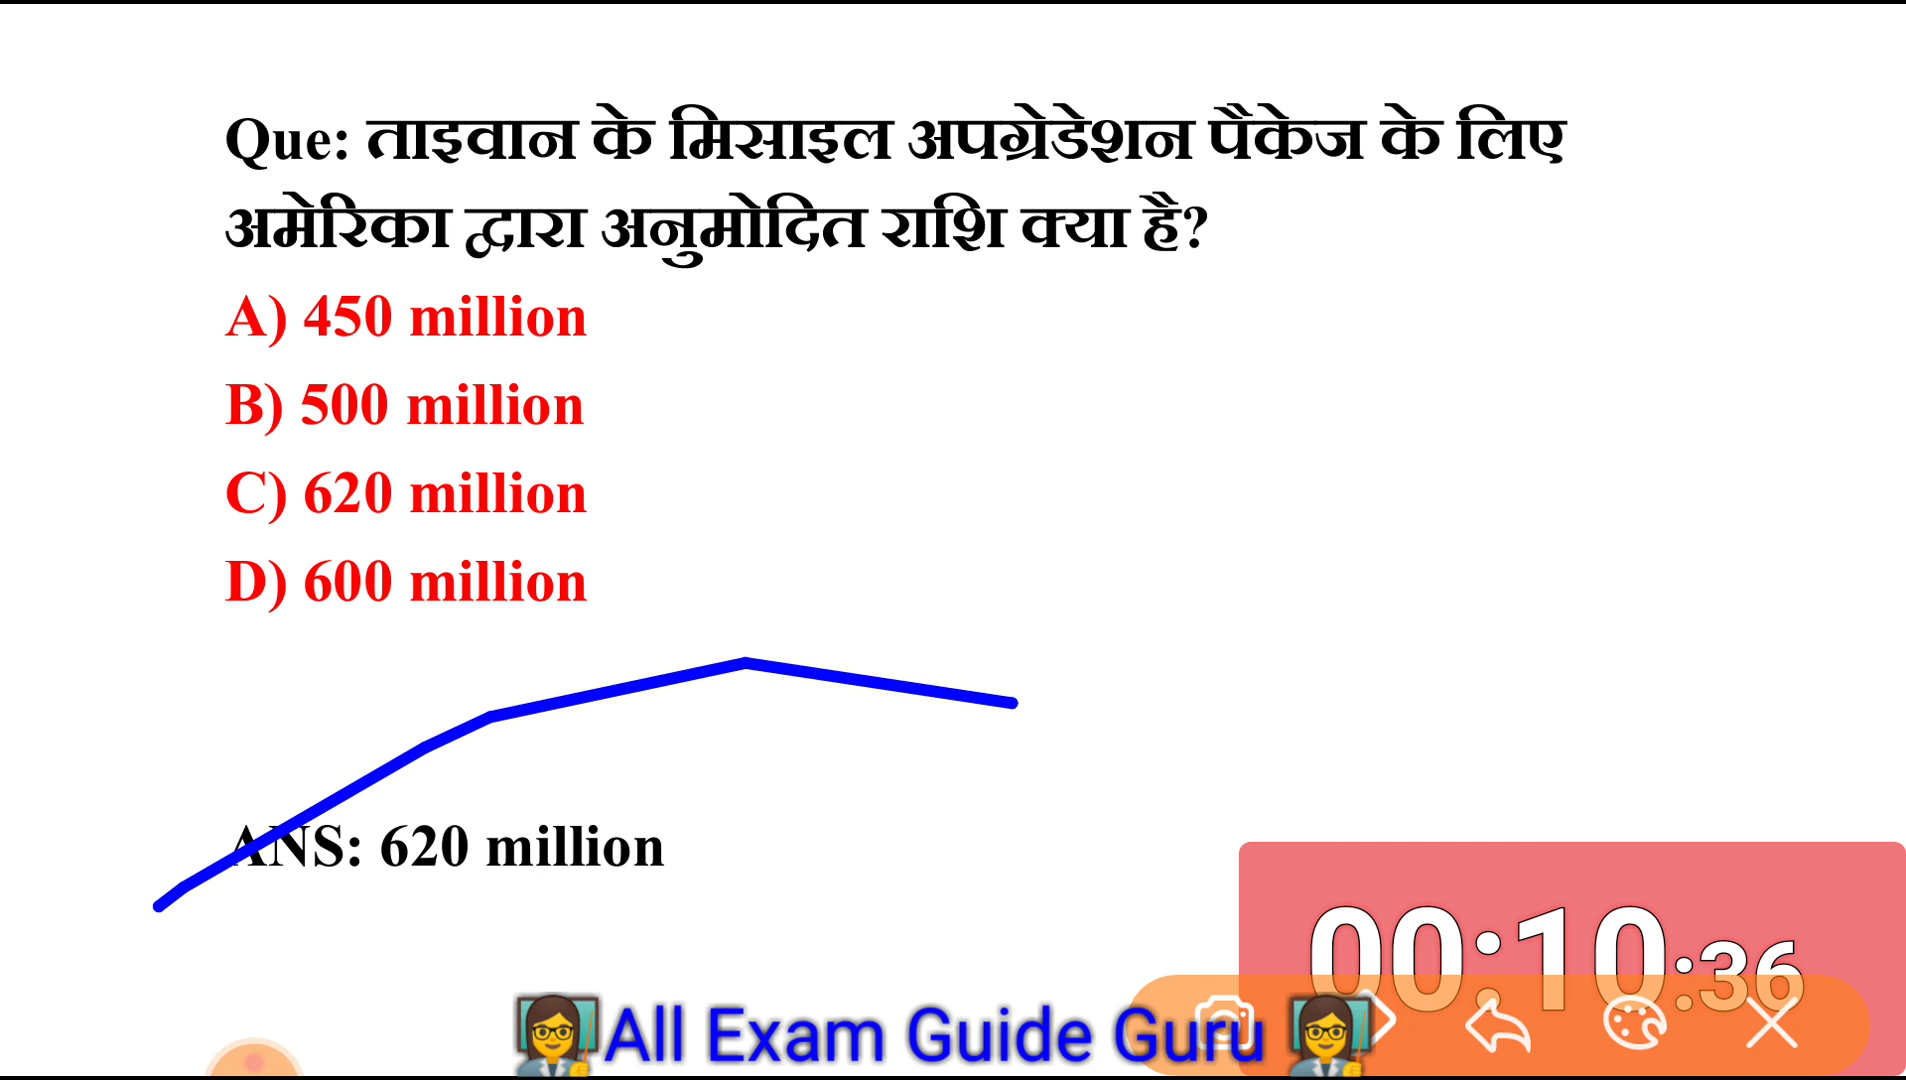 Que: ताइवान के मिसाइल अपग्रेडेशन पैकेज के लिए
अमेरिका द्वारा अनुमोदित राशि क्या है?
A) 450 million
B) 500 million
C) 620 million
D) 600 million
ANS: 620 million
00:10:36
All Exam Guide Guru